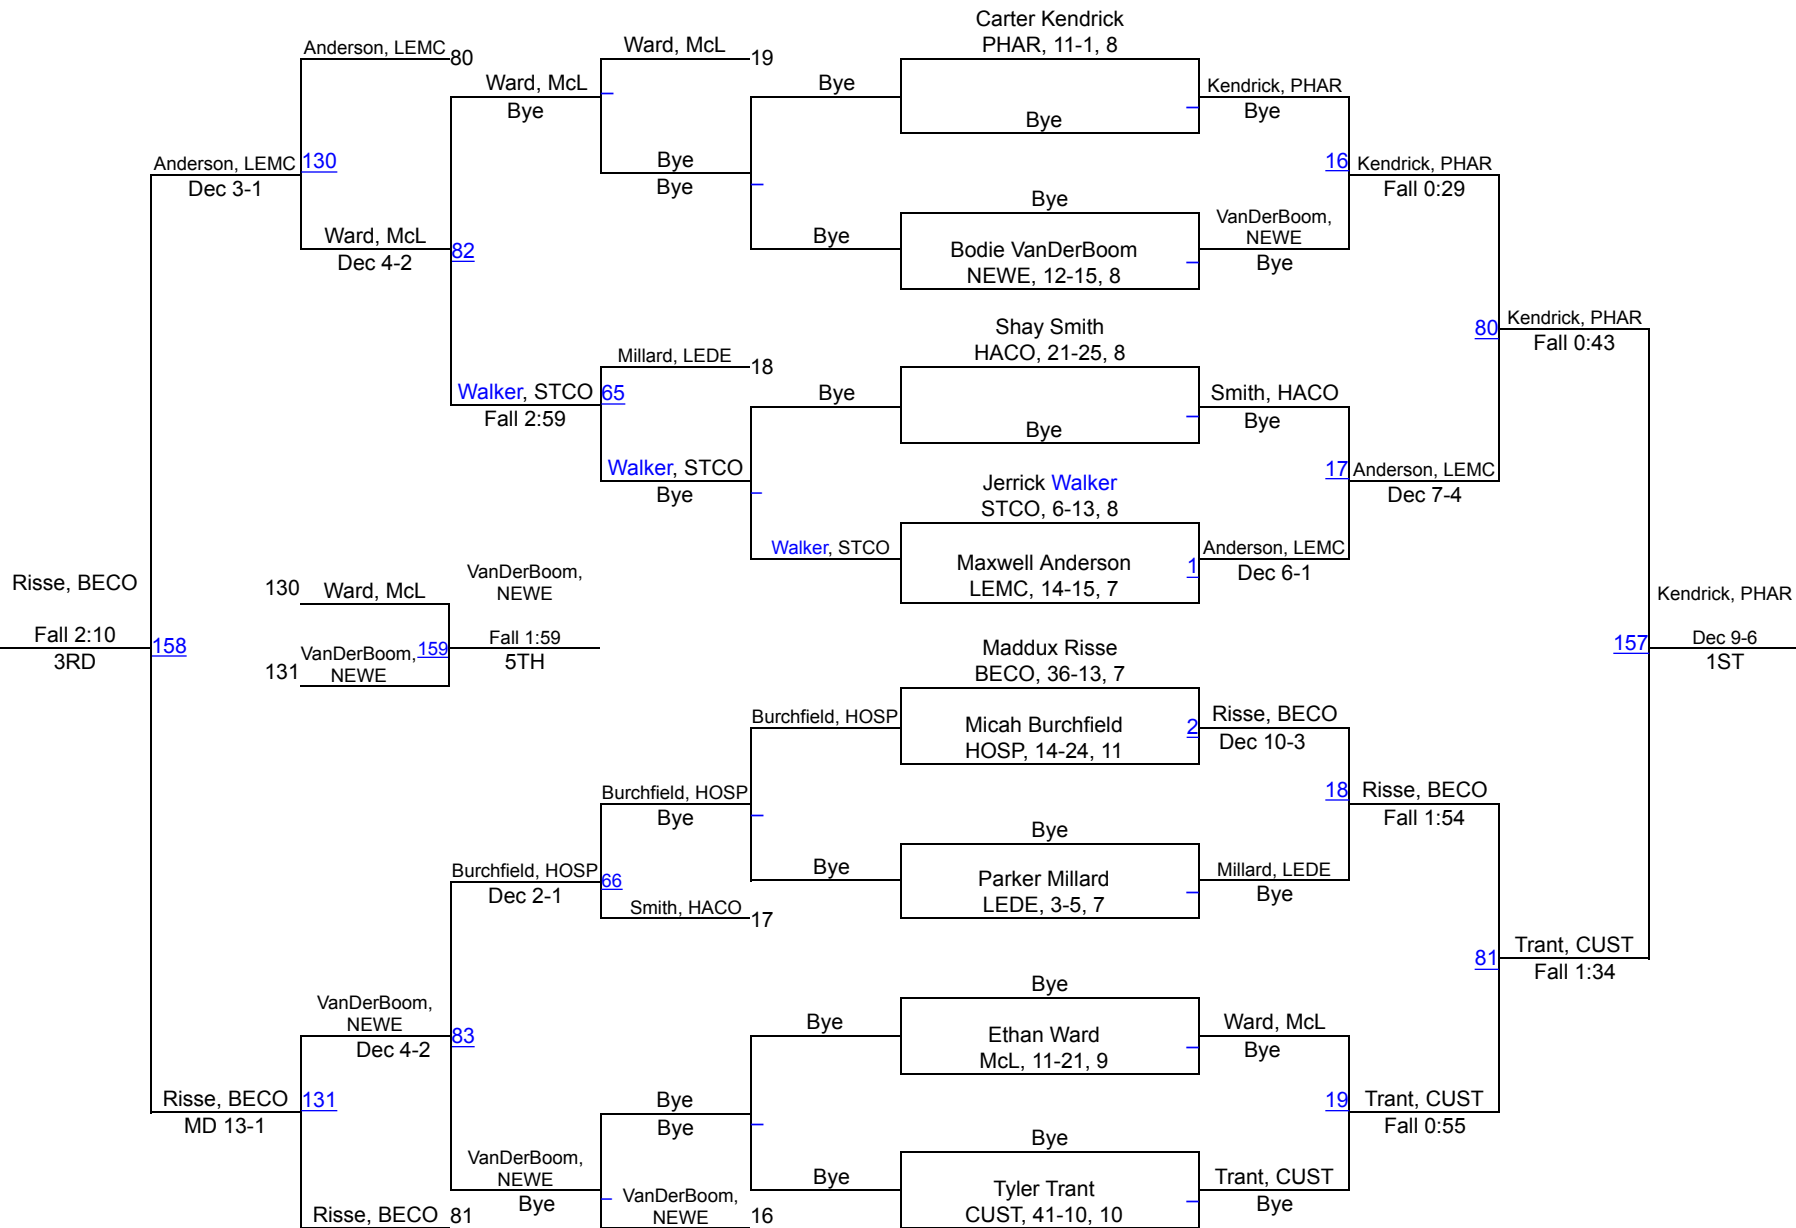 Carter Kendrick
PHAR, 11-1, 8
Anderson, LEMC
80
Ward, McL
19
Ward, McL
Bye
Bye
Kendrick, PHAR
Bye
Bye
Anderson, LEMC
130
Dec 3-1
Bye
Bye
16
Kendrick, PHAR
Fall 0:29
Ward, McL
82
Dec 4-2
Bye
Bye
Bodie VanDerBoom
NEWE, 12-15, 8
VanDerBoom,
NEWE
Bye
Shay Smith
HACO, 21-25, 8
80
Kendrick, PHAR
Fall 0:43
Millard, LEDE
18
Walker, STCO
65
Fall 2:59
Bye
Bye
Smith, HACO
Bye
Walker, STCO
Bye
Jerrick Walker
STCO, 6-13, 8
17
Anderson, LEMC
Dec 7-4
Walker, STCO
Maxwell Anderson
LEMC, 14-15, 7
1
Anderson, LEMC
Dec 6-1
Risse, BECO
Fall 2:10
3RD
158
130
Ward, McL
VanDerBoom,
NEWE
131
VanDerBoom,
NEWE
159
Fall 1:59
5TH
Kendrick, PHAR
157
Dec 9-6
1ST
Maddux Risse
BECO, 36-13, 7
Burchfield, HOSP
Micah Burchfield
HOSP, 14-24, 11
2
Risse, BECO
Dec 10-3
Burchfield, HOSP
Bye
18
Risse, BECO
Fall 1:54
Burchfield, HOSP
66
Dec 2-1
Bye
Bye
Parker Millard
LEDE, 3-5, 7
Millard, LEDE
Bye
Smith, HACO
17
81
Trant, CUST
Fall 1:34
VanDerBoom,
NEWE
83
Dec 4-2
Bye
Bye
Ethan Ward
McL, 11-21, 9
Ward, McL
Bye
Risse, BECO
131
MD 13-1
Bye
Bye
19
Trant, CUST
Fall 0:55
VanDerBoom,
NEWE
Bye
Bye
Bye
Tyler Trant
CUST, 41-10, 10
Trant, CUST
Bye
Risse, BECO
81
VanDerBoom,
NEWE
16